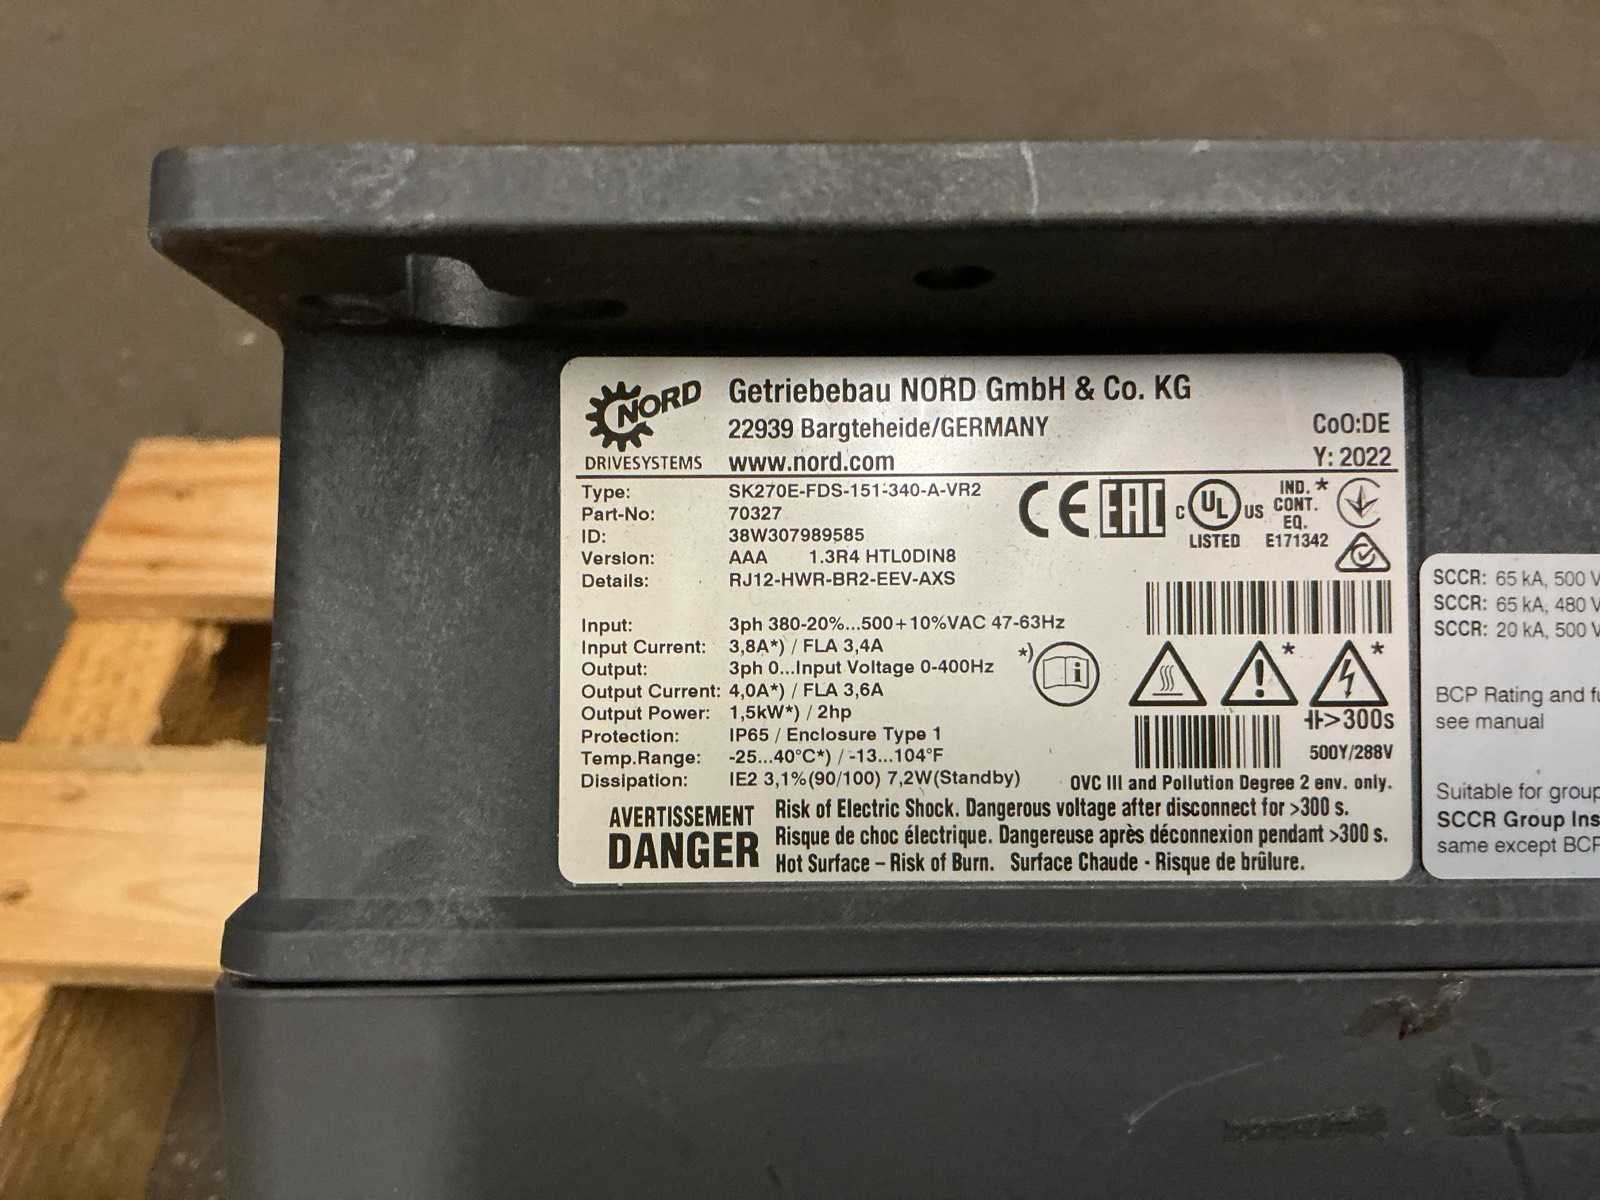 NORD
DRIVESYSTEMS
Getriebebau NORD GmbH & Co. KG
22939 Bargteheide/GERMANY
www.nord.com
CoO:DE
Y: 2022
Type: SK270E-FDS-151-340-A-VR2
Part-No: 70327
ID: 38W307989585
Version: AAA 1.3R4 HTL0DIN8
Details: RJ12-HWR-BR2-EEV-AXS
CE EAC
C UL US
LISTED
IND. *
CONT.
EQ.
E171342
Input: 3ph 380-20%...500+10%VAC 47-63Hz
Input Current: 3,8A*) / FLA 3,4A
Output: 3ph 0...Input Voltage 0-400Hz
Output Current: 4,0A*) / FLA 3,6A
Output Power: 1,5kW*) / 2hp
Protection: IP65 / Enclosure Type 1
Temp.Range: -25...40°C*) / -13...104°F
Dissipation: IE2 3,1%(90/100) 7,2W(Standby)
*) i
! * *
>300s
500Y/288V
OVC III and Pollution Degree 2 env. only.
AVERTISSEMENT
DANGER
Risk of Electric Shock. Dangerous voltage after disconnect for >300 s.
Risque de choc électrique. Dangereuse après déconnexion pendant >300 s.
Hot Surface – Risk of Burn. Surface Chaude - Risque de brûlure.
SCCR: 65 kA, 500 V
SCCR: 65 kA, 480 V
SCCR: 20 kA, 500 V
BCP Rating and fu
see manual
Suitable for group
SCCR Group Ins
same except BCP